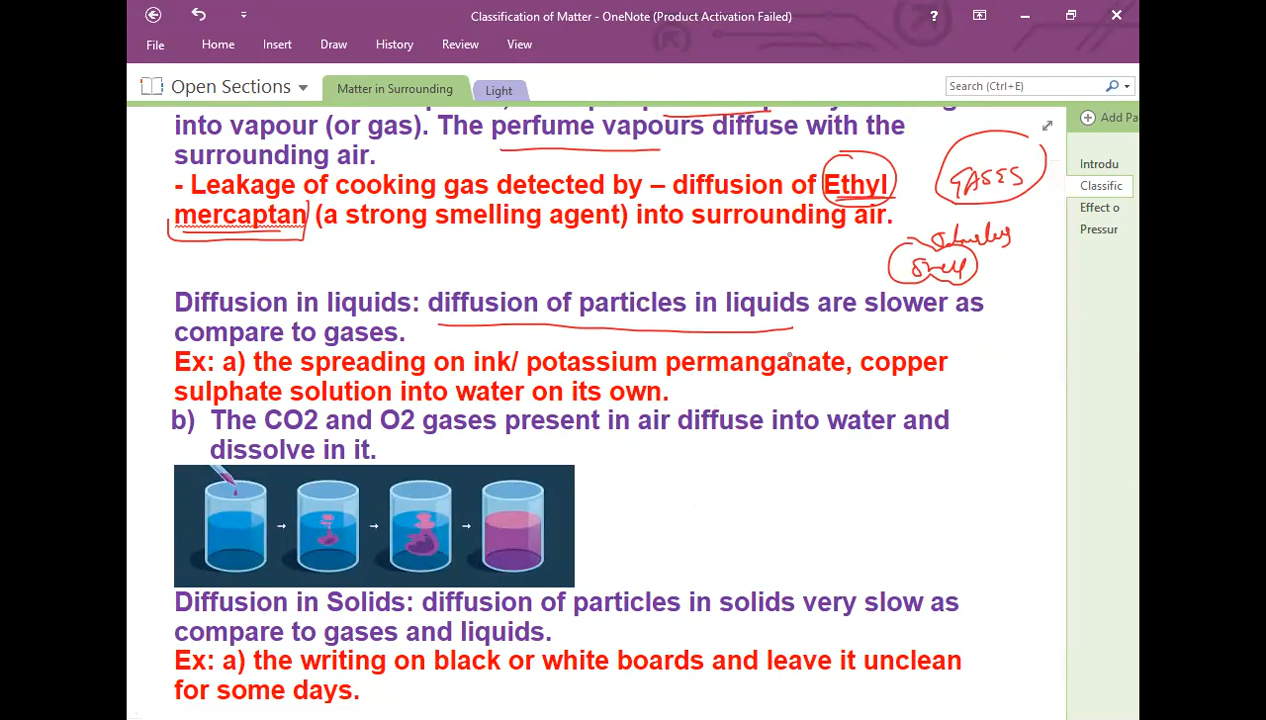 Classification of Matter - OneNote (Product Activation Failed)
?
File Home Insert Draw History Review View
Open Sections
Matter in Surrounding
Light
Search (Ctrl+E)
Add Pa
Introdu
Classific
Effect o
Pressur
into vapour (or gas). The perfume vapours diffuse with the
surrounding air.
- Leakage of cooking gas detected by – diffusion of Ethyl
mercaptan (a strong smelling agent) into surrounding air.
GASES
Smell
Diffusion in liquids: diffusion of particles in liquids are slower as
compare to gases.
Ex: a) the spreading on ink/ potassium permanganate, copper
sulphate solution into water on its own.
b) The CO2 and O2 gases present in air diffuse into water and
dissolve in it.
Diffusion in Solids: diffusion of particles in solids very slow as
compare to gases and liquids.
Ex: a) the writing on black or white boards and leave it unclean
for some days.